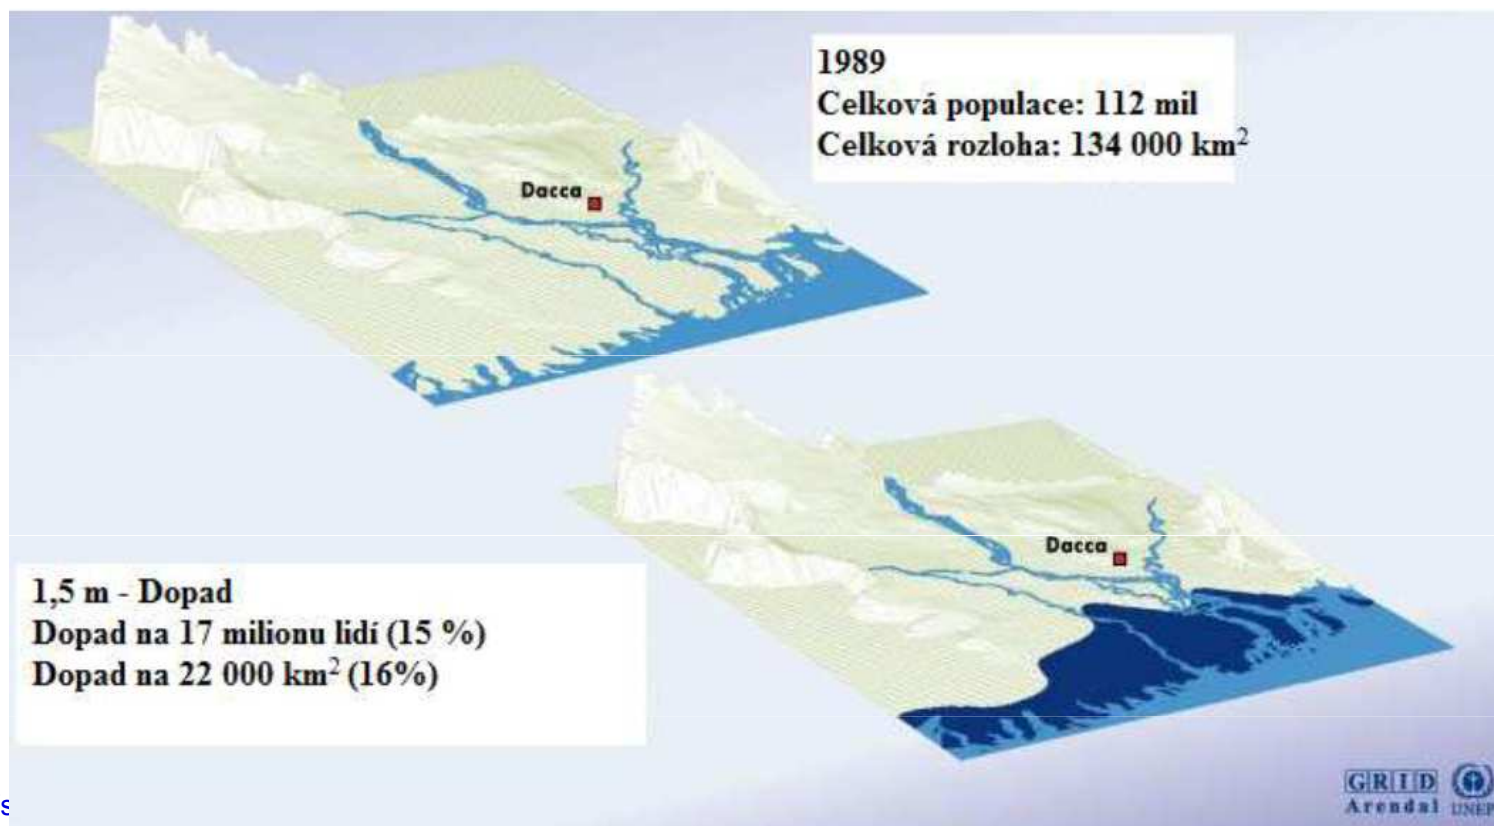 1989
Celková populace: 112 mil
Celková rozloha: 134 000 km²
Dacca
Dacca
1,5 m - Dopad
Dopad na 17 milionu lidí (15 %)
Dopad na 22 000 km² (16%)
GRID
Arendal UNEP
s